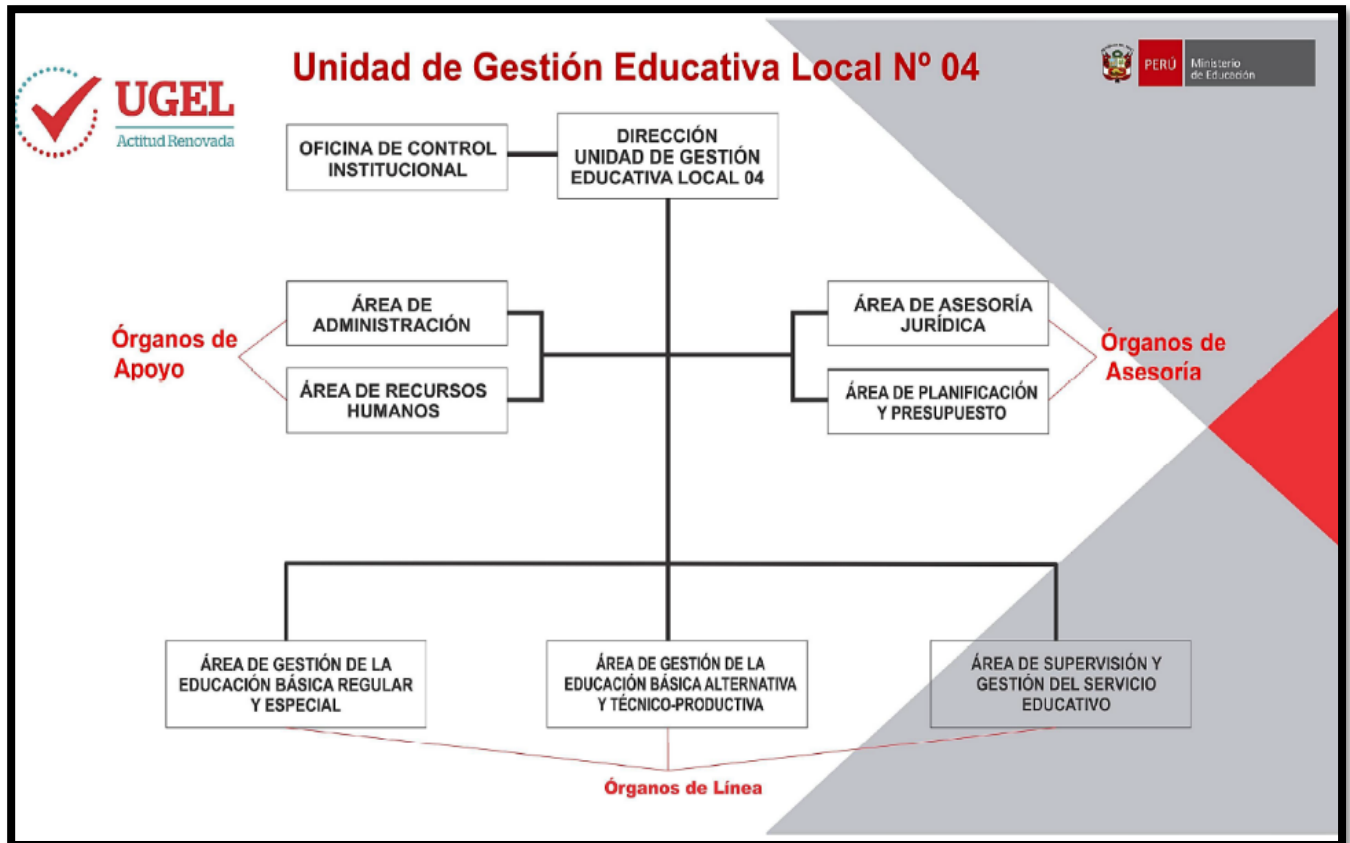 Unidad de Gestión Educativa Local Nº 04
UGEL
Actitud Renovada
PERÚ
Ministerio
de Educación
OFICINA DE CONTROL
INSTITUCIONAL
DIRECCIÓN
UNIDAD DE GESTIÓN
EDUCATIVA LOCAL 04
Órganos de
Apoyo
ÁREA DE
ADMINISTRACIÓN
ÁREA DE RECURSOS
HUMANOS
ÁREA DE ASESORÍA
JURÍDICA
ÁREA DE PLANIFICACIÓN
Y PRESUPUESTO
Órganos de
Asesoría
ÁREA DE GESTIÓN DE LA
EDUCACIÓN BÁSICA REGULAR
Y ESPECIAL
ÁREA DE GESTIÓN DE LA
EDUCACIÓN BÁSICA ALTERNATIVA
Y TÉCNICO-PRODUCTIVA
ÁREA DE SUPERVISIÓN Y
GESTIÓN DEL SERVICIO
EDUCATIVO
Órganos de Línea